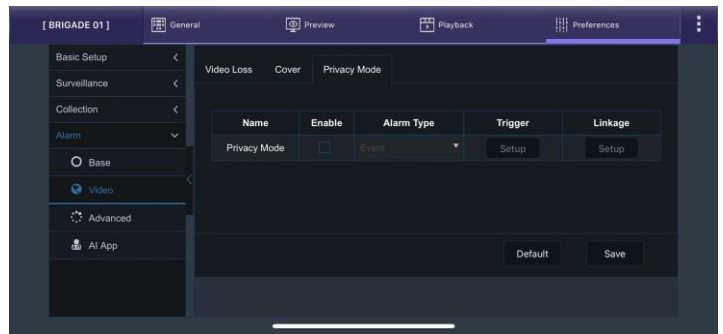 [ BRIGADE 01 ] General Preview Playback Preferences
Basic Setup
Surveillance
Collection
Alarm
Base
Video
Advanced
AI App
Video Loss Cover Privacy Mode
Name Enable Alarm Type Trigger Linkage
Privacy Mode Event Setup Setup
Default Save